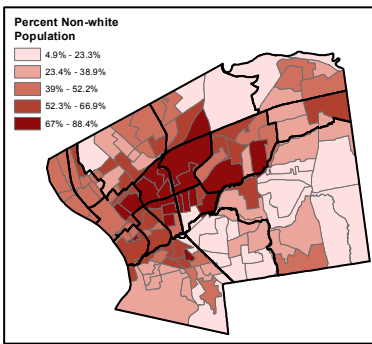 Percent Non-white
Population
4.9% - 23.3%
23.4% - 38.9%
39% - 52.2%
52.3% - 66.9%
67% - 88.4%